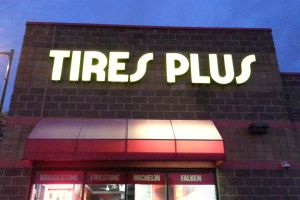 TIRES PLUS
BRIDGESTONE FIRESTONE MICHELIN FALKEN